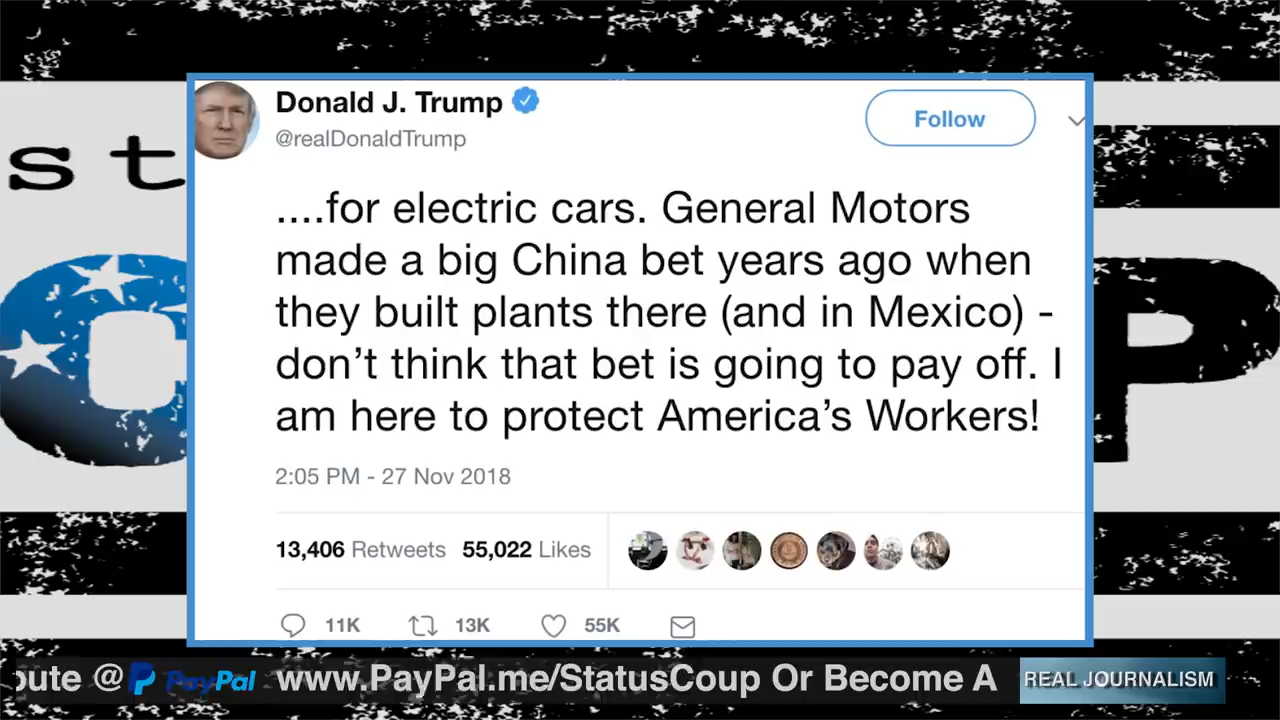 st
C P
Donald J. Trump
Follow
@realDonaldTrump
....for electric cars. General Motors
made a big China bet years ago when
they built plants there (and in Mexico) -
don’t think that bet is going to pay off. I
am here to protect America’s Workers!
2:05 PM - 27 Nov 2018
13,406 Retweets 55,022 Likes
11K 13K 55K
oute @ PayPal www.PayPal.me/StatusCoup Or Become A
REAL JOURNALISM